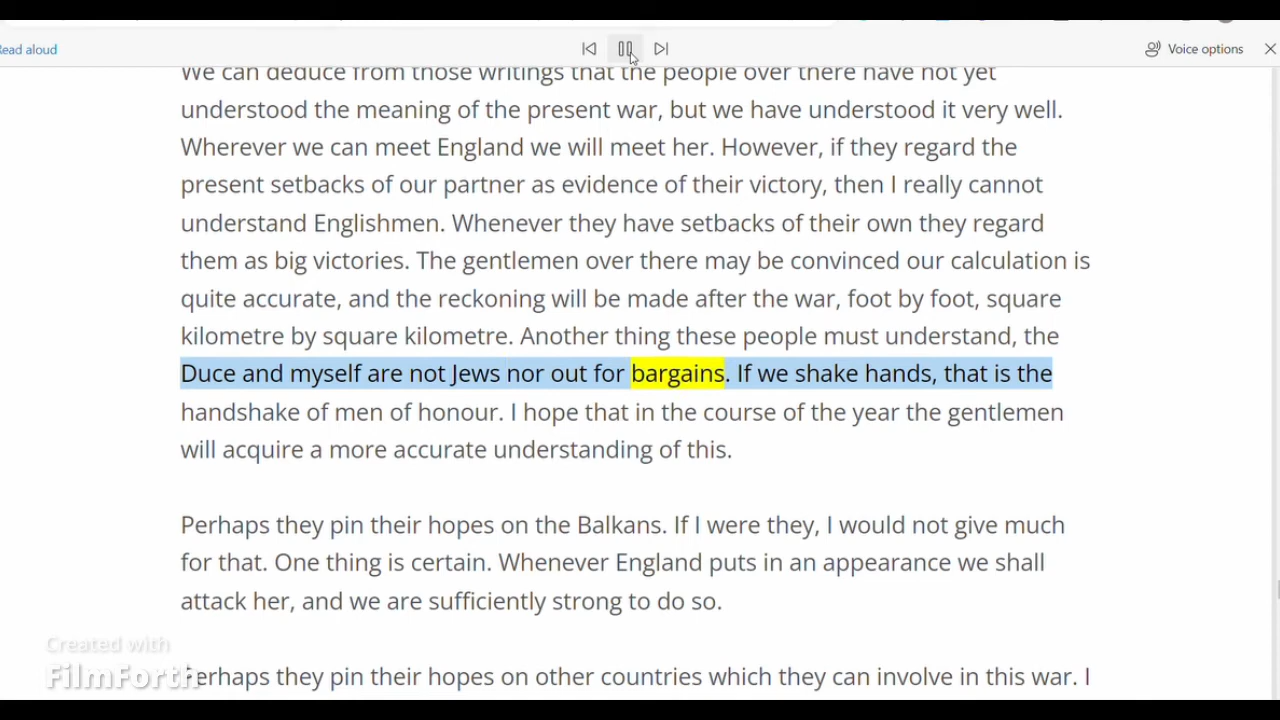 Read aloud
Voice options
We can deduce from those writings that the people over there have not yet
understood the meaning of the present war, but we have understood it very well.
Wherever we can meet England we will meet her. However, if they regard the
present setbacks of our partner as evidence of their victory, then I really cannot
understand Englishmen. Whenever they have setbacks of their own they regard
them as big victories. The gentlemen over there may be convinced our calculation is
quite accurate, and the reckoning will be made after the war, foot by foot, square
kilometre by square kilometre. Another thing these people must understand, the
Duce and myself are not Jews nor out for bargains. If we shake hands, that is the
handshake of men of honour. I hope that in the course of the year the gentlemen
will acquire a more accurate understanding of this.
Perhaps they pin their hopes on the Balkans. If I were they, I would not give much
for that. One thing is certain. Whenever England puts in an appearance we shall
attack her, and we are sufficiently strong to do so.
Created with
FilmForth
Perhaps they pin their hopes on other countries which they can involve in this war. I